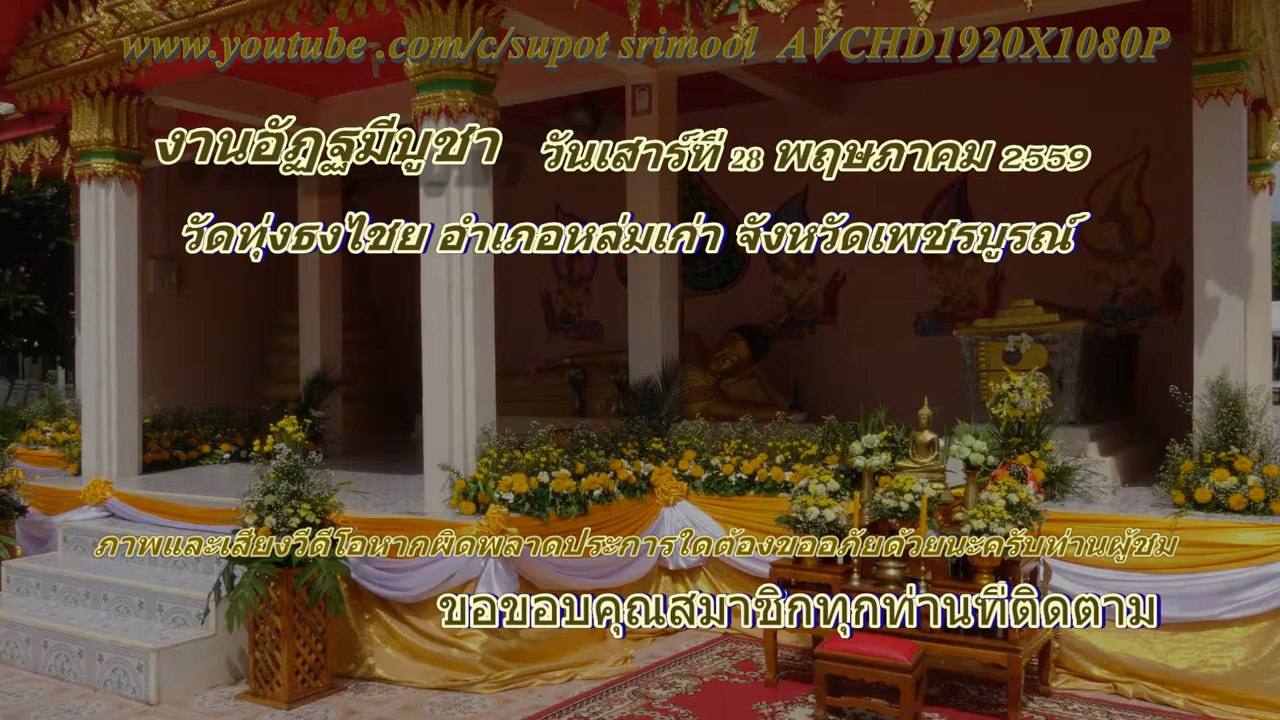 www.youtube .com/c/supot srimool AVCHD1920X1080P
งานอัฏฐมีบูชา วันเสาร์ที่ 28 พฤษภาคม 2559
วัดทุ่งธงไชย อำเภอหล่มเก่า จังหวัดเพชรบูรณ์
ภาพและเสียงวีดีโอหากผิดพลาดประการใดต้องขออภัยด้วยนะครับท่านผู้ชม
ขอขอบคุณสมาชิกทุกท่านที่ติดตาม